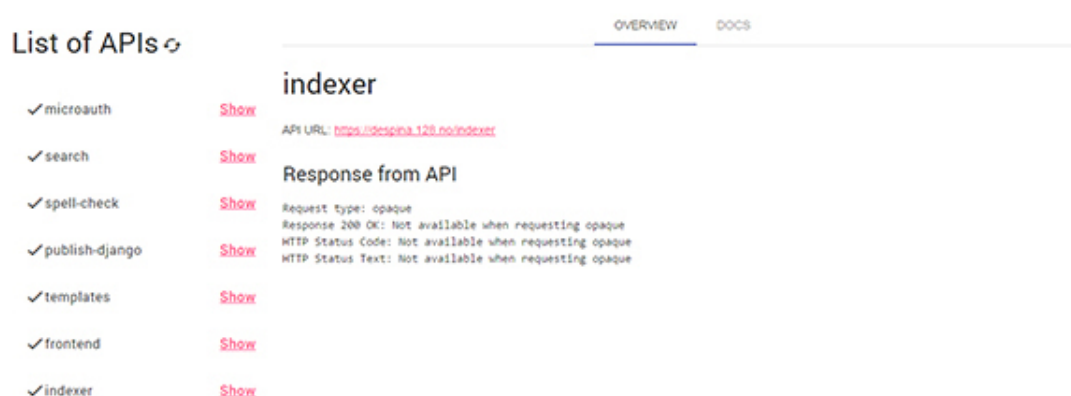 OVERVIEW DOCS
List of APIs
microauth Show
search Show
spell-check Show
publish-django Show
templates Show
frontend Show
indexer Show
indexer
API URL: https://despina.128.no/indexer
Response from API
Request type: opaque
Response 200 OK: Not available when requesting opaque
HTTP Status Code: Not available when requesting opaque
HTTP Status Text: Not available when requesting opaque